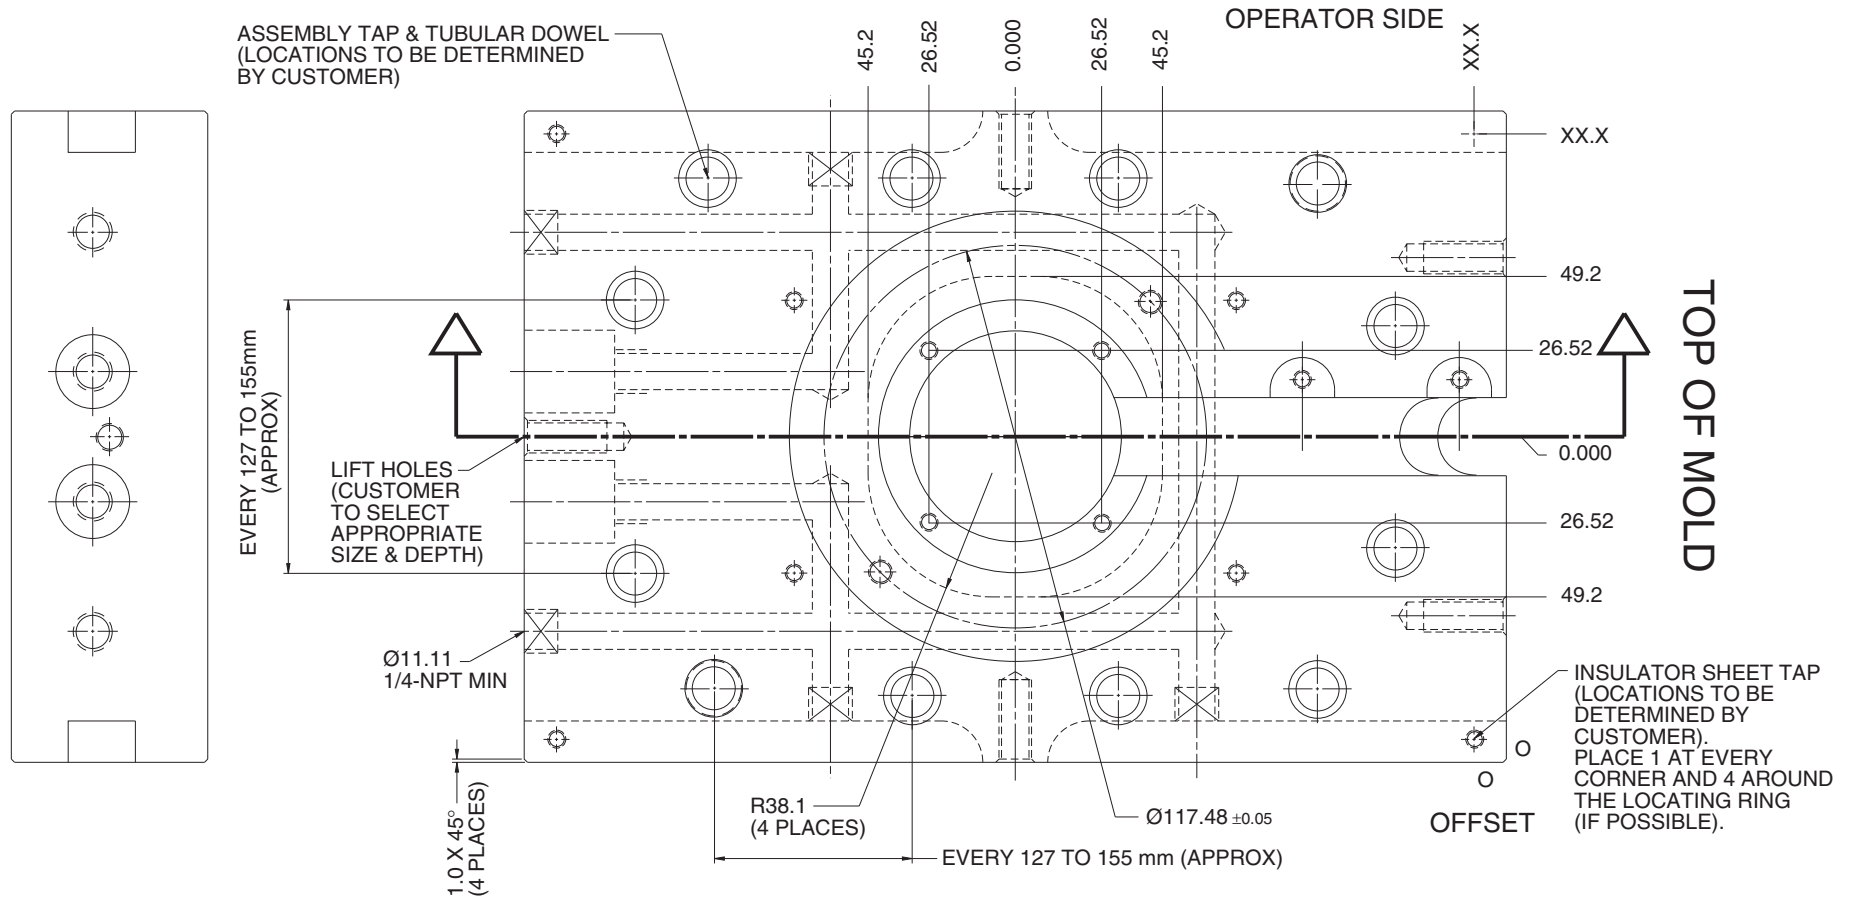 OPERATOR SIDE
ASSEMBLY TAP & TUBULAR DOWEL
(LOCATIONS TO BE DETERMINED
BY CUSTOMER)
45.2
26.52
0.000
26.52
45.2
XX.X
XX.X
49.2
26.52
0.000
26.52
49.2
TOP OF MOLD
EVERY 127 TO 155mm
(APPROX)
LIFT HOLES
(CUSTOMER
TO SELECT
APPROPRIATE
SIZE & DEPTH)
Ø11.11
1/4-NPT MIN
1.0 X 45°
(4 PLACES)
R38.1
(4 PLACES)
Ø117.48 ±0.05
EVERY 127 TO 155 mm (APPROX)
O
O
OFFSET
INSULATOR SHEET TAP
(LOCATIONS TO BE
DETERMINED BY
CUSTOMER).
PLACE 1 AT EVERY
CORNER AND 4 AROUND
THE LOCATING RING
(IF POSSIBLE).